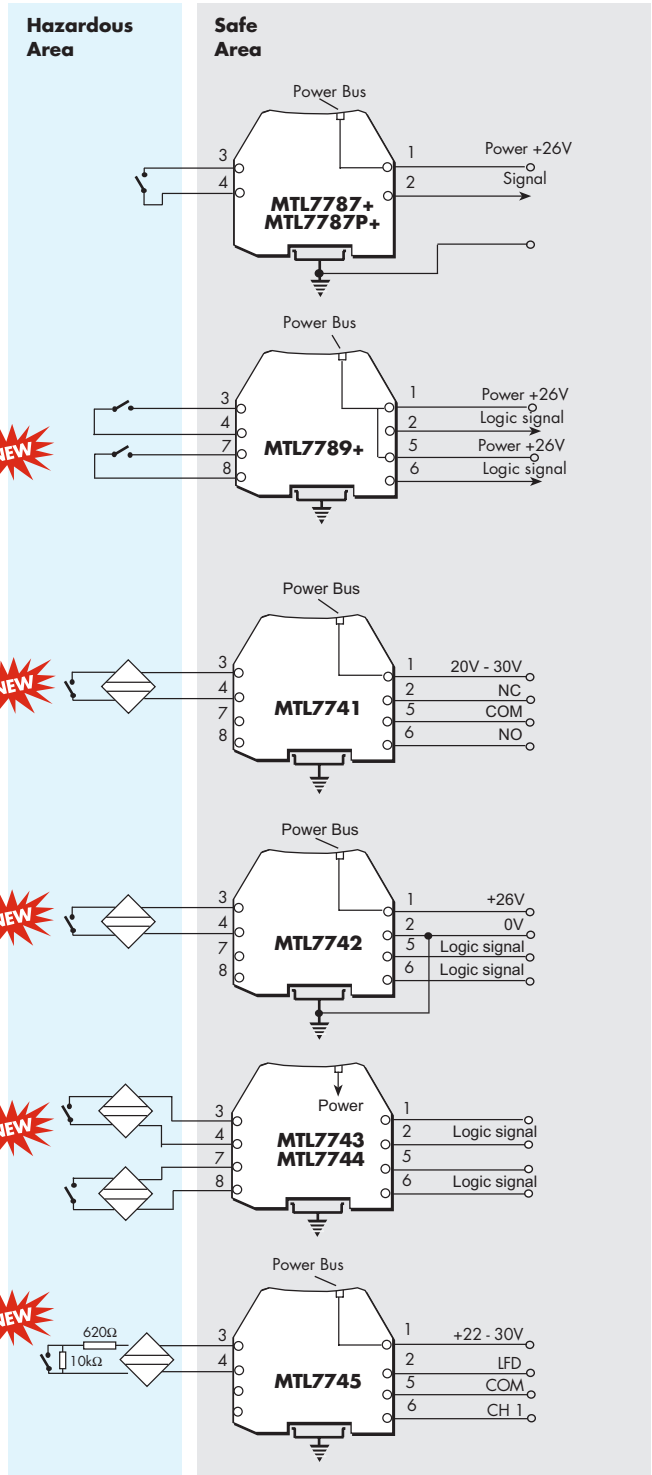 Hazardous Area
Safe Area
Power Bus
3
4
MTL7787+
MTL7787P+
1 Power +26V
2 Signal
Power Bus
NEW
3
4
7
8
MTL7789+
1 Power +26V
2 Logic signal
5 Power +26V
6 Logic signal
Power Bus
NEW
3
4
7
8
MTL7741
1 20V - 30V
2 NC
5 COM
6 NO
Power Bus
NEW
3
4
7
8
MTL7742
1 +26V
2 0V
5 Logic signal
6 Logic signal
NEW
3
4
7
8
Power
MTL7743
MTL7744
1
2 Logic signal
5
6 Logic signal
Power Bus
NEW
620Ω
10kΩ
3
4
MTL7745
1 +22 - 30V
2 LFD
5 COM
6 CH 1